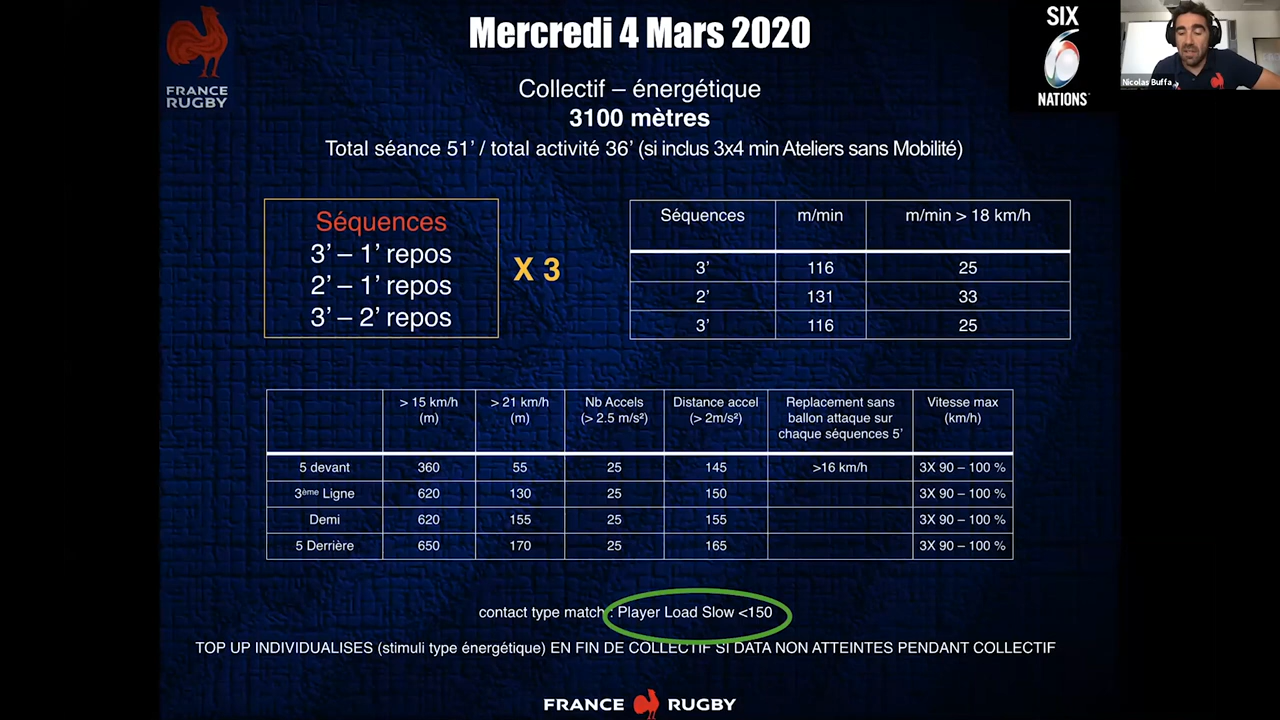 Mercredi 4 Mars 2020
SIX
NATIONS
FRANCE
RUGBY
Nicolas Buffa
Collectif – énergétique
3100 mètres
Total séance 51’ / total activité 36’ (si inclus 3x4 min Ateliers sans Mobilité)
Séquences
3’ – 1’ repos
2’ – 1’ repos
3’ – 2’ repos
X 3
Séquences m/min m/min > 18 km/h
3’ 116 25
2’ 131 33
3’ 116 25
> 15 km/h (m) > 21 km/h (m) Nb Accels (> 2.5 m/s²) Distance accel (> 2m/s²) Replacement sans ballon attaque sur chaque séquences 5’ Vitesse max (km/h)
5 devant 360 55 25 145 >16 km/h 3X 90 – 100 %
3ème Ligne 620 130 25 150 3X 90 – 100 %
Demi 620 155 25 155 3X 90 – 100 %
5 Derrière 650 170 25 165 3X 90 – 100 %
contact type match : Player Load Slow <150
TOP UP INDIVIDUALISES (stimuli type énergétique) EN FIN DE COLLECTIF SI DATA NON ATTEINTES PENDANT COLLECTIF
FRANCE RUGBY